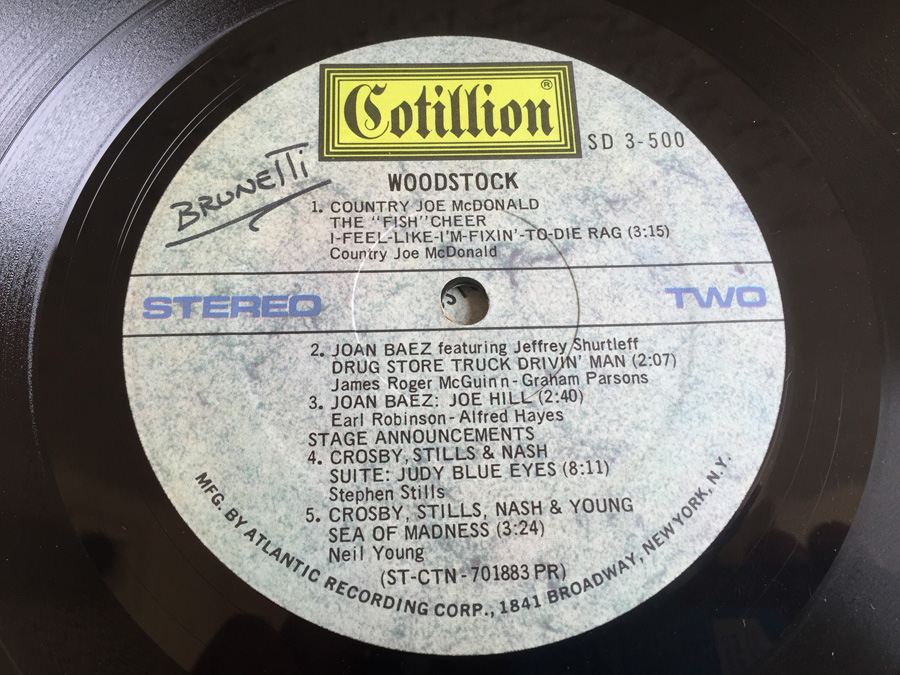 Cotillion®
SD 3-500
BRUNETTI
WOODSTOCK
1. COUNTRY JOE McDONALD
THE "FISH" CHEER
I-FEEL-LIKE-I'M-FIXIN'-TO-DIE RAG (3:15)
Country Joe McDonald
STEREO
TWO
2. JOAN BAEZ featuring Jeffrey Shurtleff
DRUG STORE TRUCK DRIVIN' MAN (2:07)
James Roger McGuinn - Graham Parsons
3. JOAN BAEZ: JOE HILL (2:40)
Earl Robinson-Alfred Hayes
STAGE ANNOUNCEMENTS
4. CROSBY, STILLS & NASH
SUITE: JUDY BLUE EYES (8:11)
Stephen Stills
5. CROSBY, STILLS, NASH & YOUNG
SEA OF MADNESS (3:24)
Neil Young
(ST-CTN-701883 PR)
MFG. BY ATLANTIC RECORDING CORP., 1841 BROADWAY, NEW YORK, N.Y.